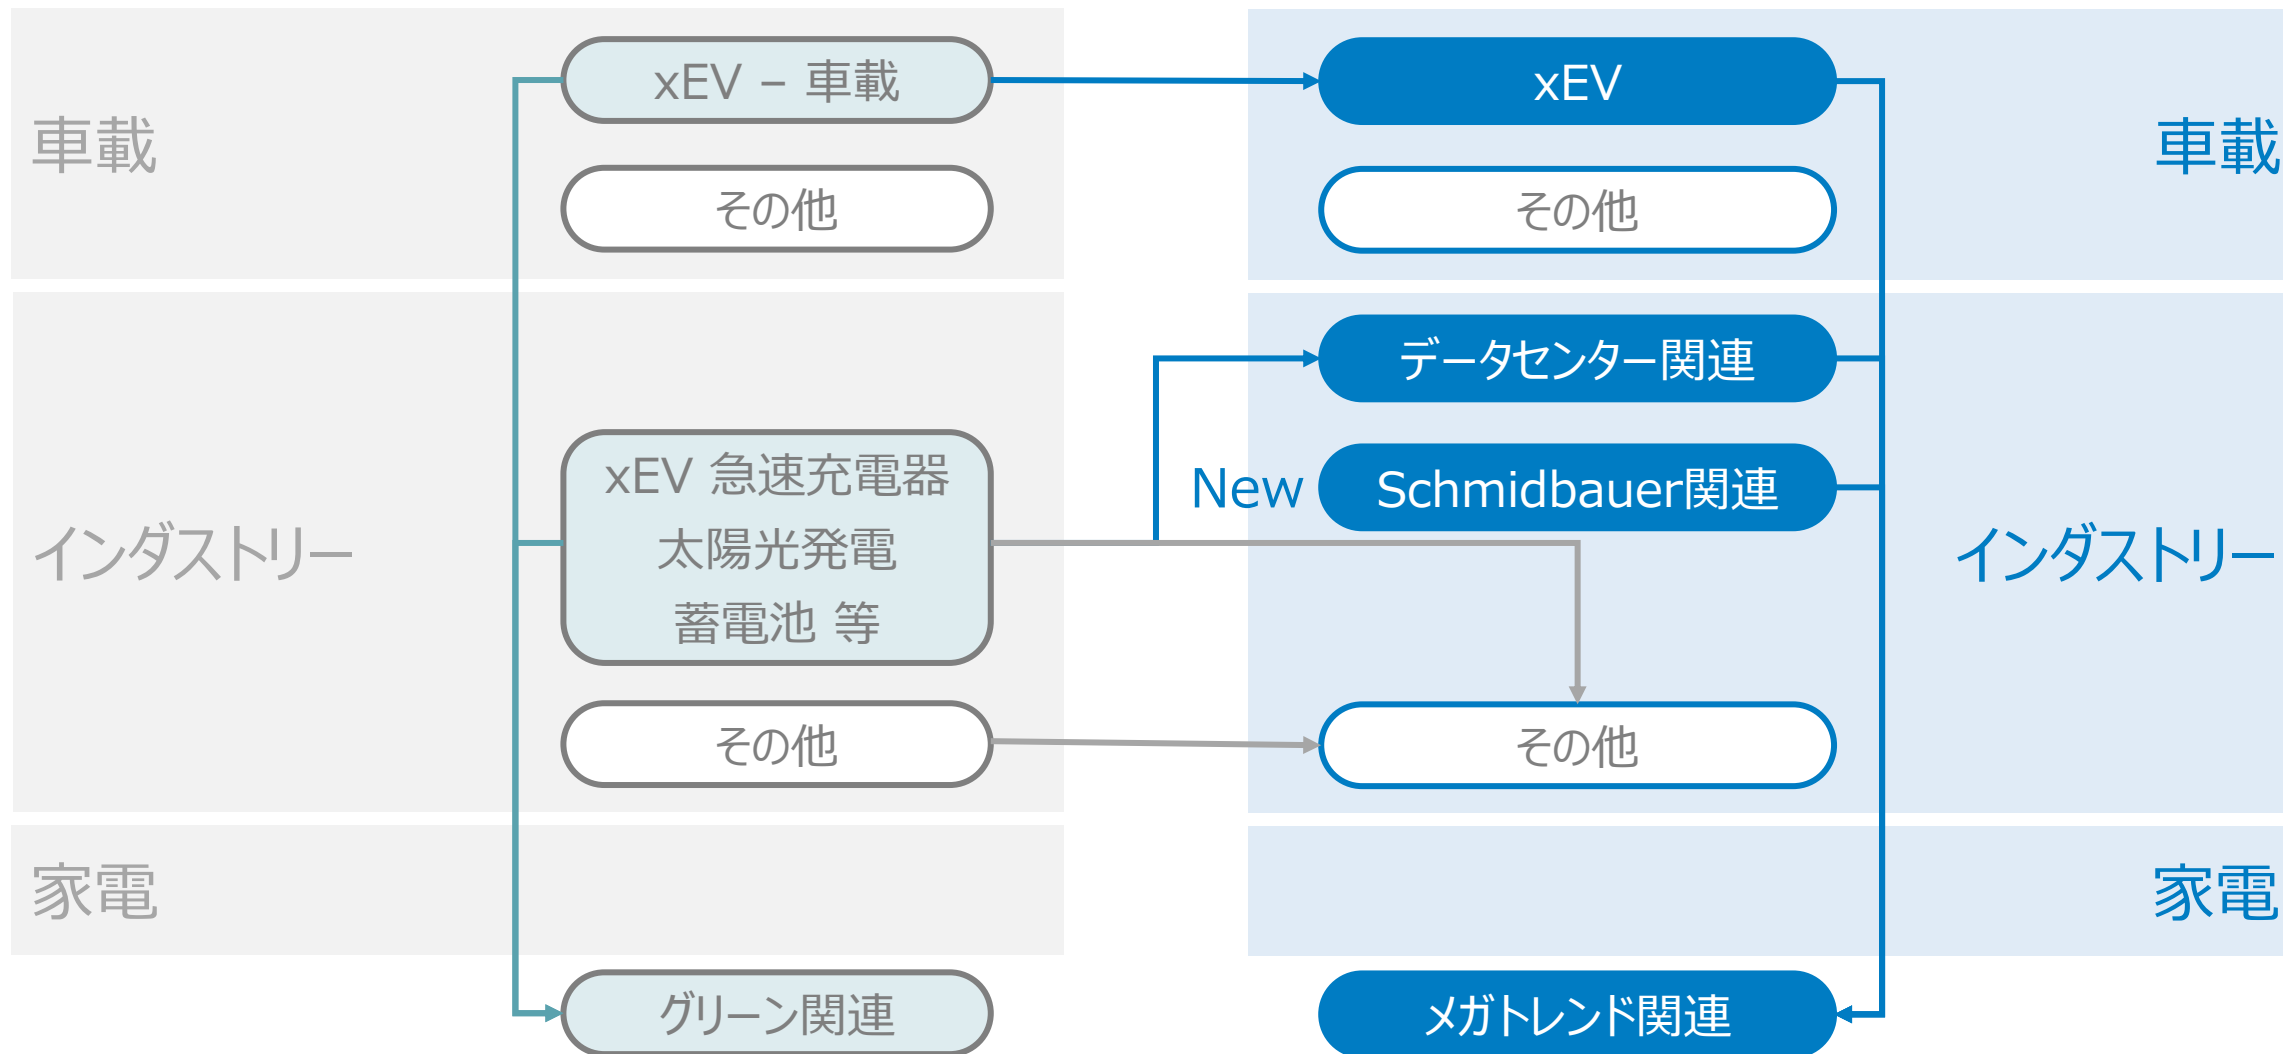 車載
xEV – 車載
その他
インダストリー
xEV 急速充電器
太陽光発電
蓄電池 等
その他
家電
グリーン関連
xEV
その他
車載
データセンター関連
New
Schmidbauer関連
インダストリー
その他
家電
メガトレンド関連